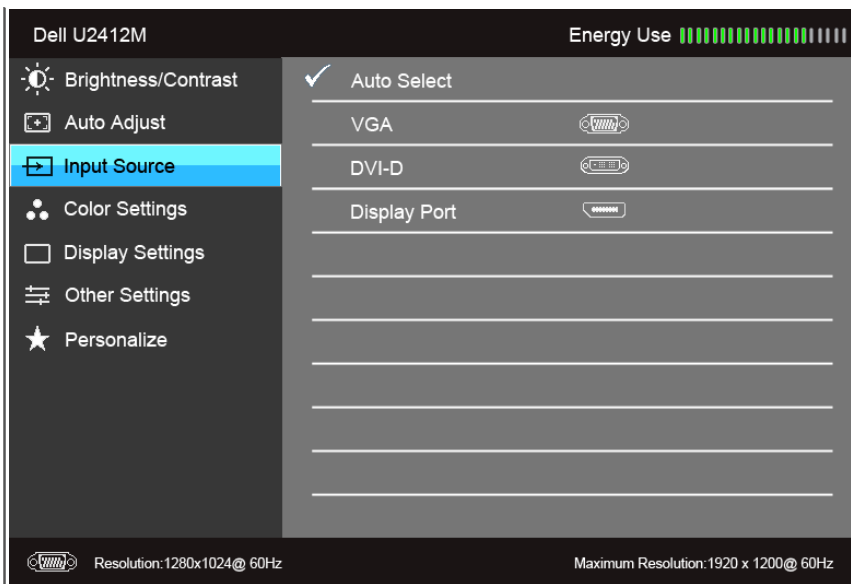 Dell U2412M Energy Use
Brightness/Contrast
Auto Adjust
Input Source
Color Settings
Display Settings
Other Settings
Personalize
Auto Select
VGA
DVI-D
Display Port
Resolution:1280x1024@ 60Hz
Maximum Resolution:1920 x 1200@ 60Hz